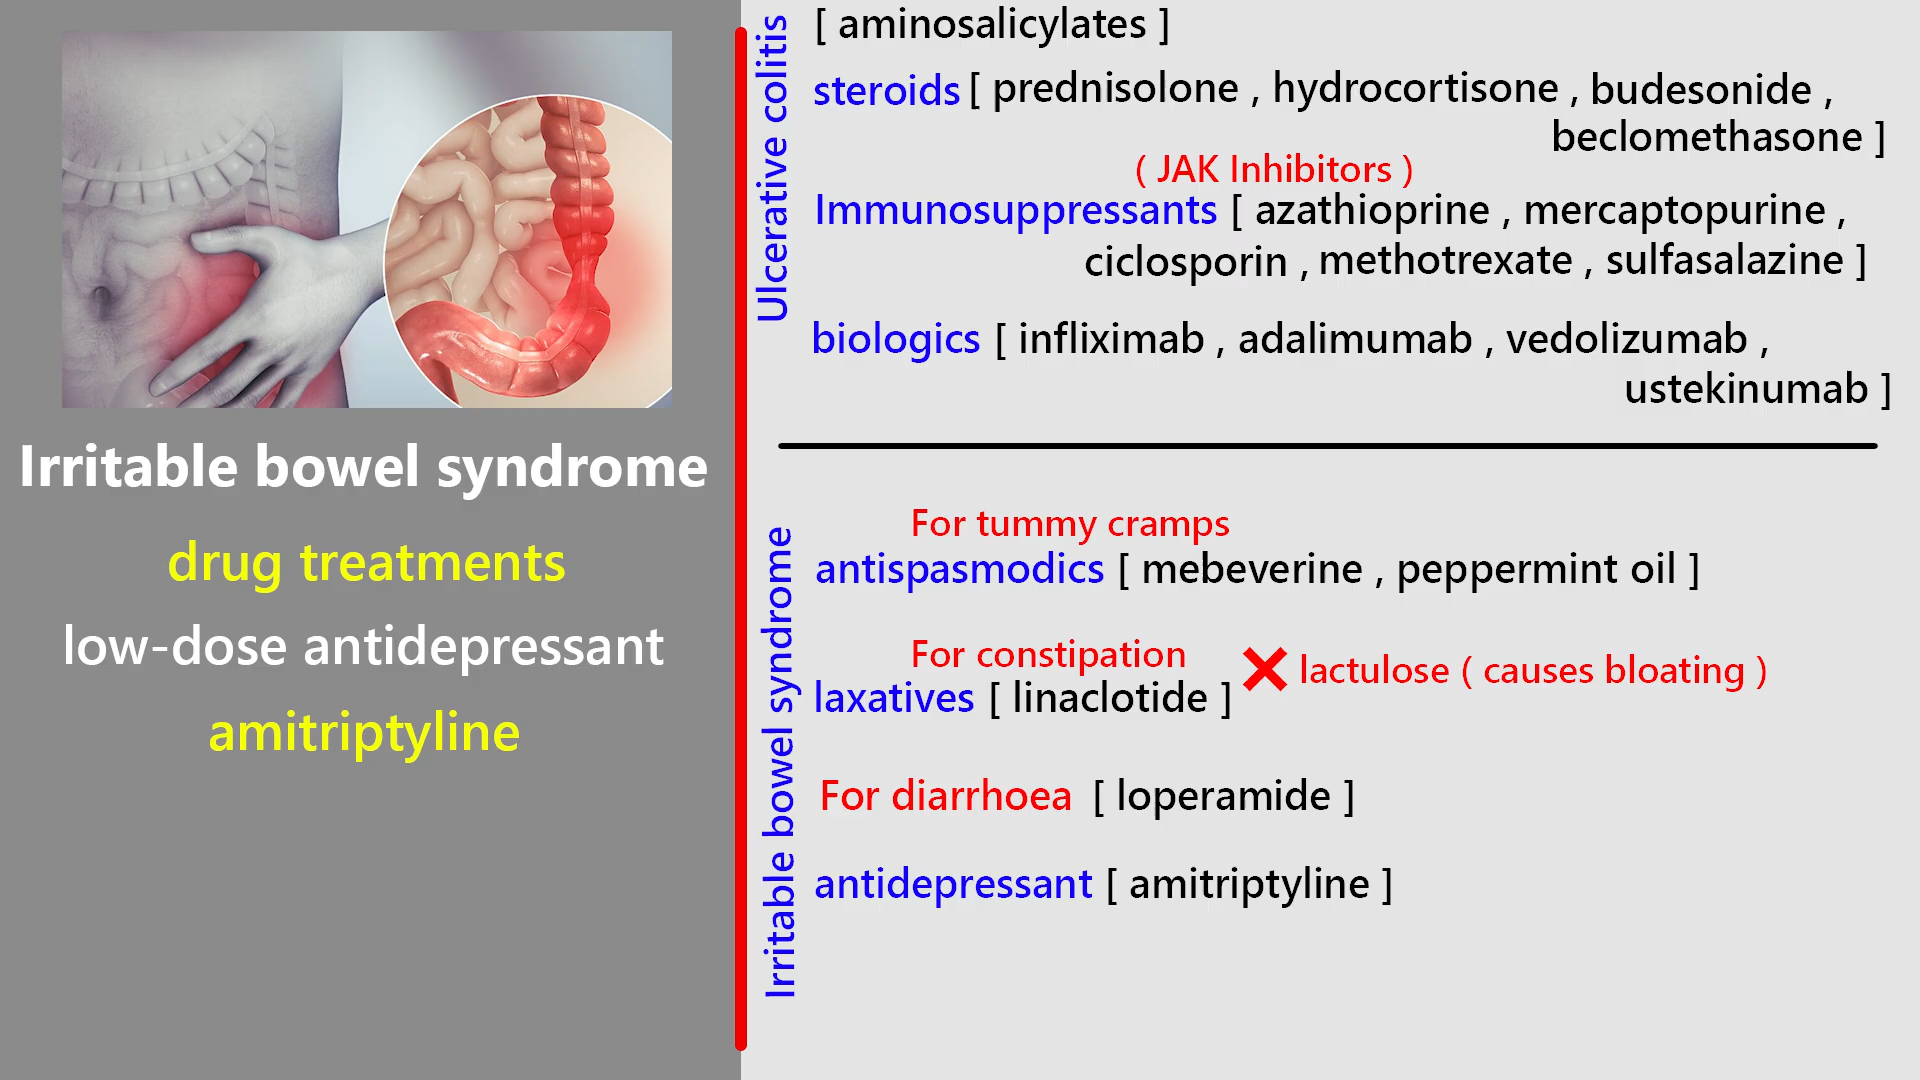 Irritable bowel syndrome
drug treatments
low-dose antidepressant
amitriptyline
Ulcerative colitis
[ aminosalicylates ]
steroids [ prednisolone , hydrocortisone , budesonide ,
beclomethasone ]
( JAK Inhibitors )
Immunosuppressants [ azathioprine , mercaptopurine ,
ciclosporin , methotrexate , sulfasalazine ]
biologics [ infliximab , adalimumab , vedolizumab ,
ustekinumab ]
Irritable bowel syndrome
For tummy cramps
antispasmodics [ mebeverine , peppermint oil ]
For constipation
❌ lactulose ( causes bloating )
laxatives [ linaclotide ]
For diarrhoea [ loperamide ]
antidepressant [ amitriptyline ]